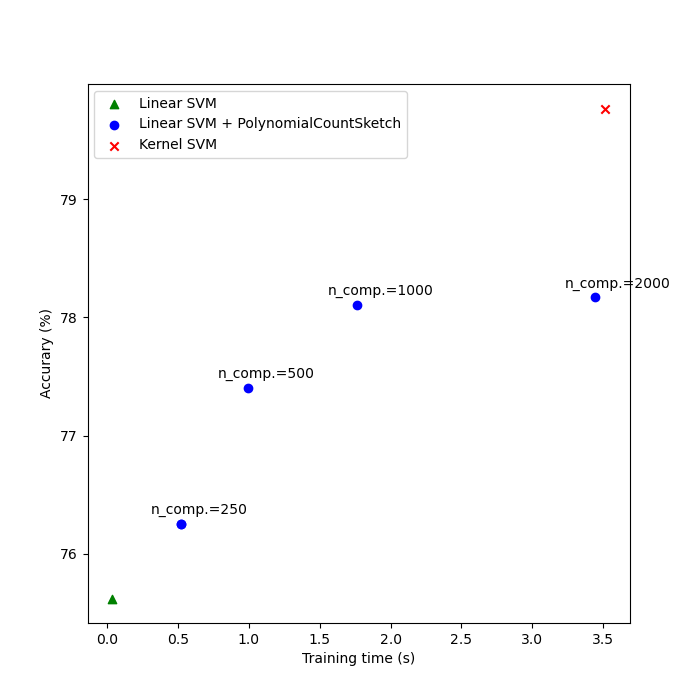 Linear SVM
Linear SVM + PolynomialCountSketch
Kernel SVM
n_comp.=2000
n_comp.=1000
n_comp.=500
n_comp.=250
79
78
77
76
Accurary (%)
0.0 0.5 1.0 1.5 2.0 2.5 3.0 3.5
Training time (s)